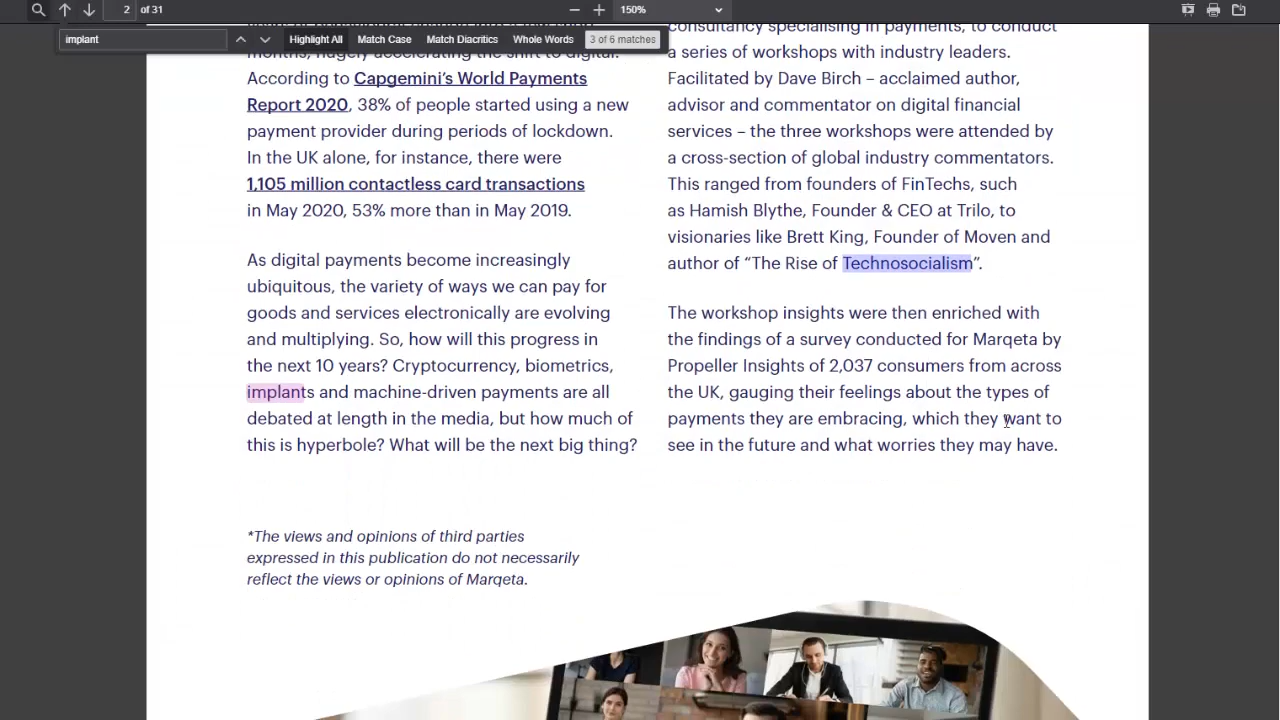 2 of 31 150%
implant Highlight All Match Case Match Diacritics Whole Words 3 of 6 matches
months, hugely accelerating the shift to digital.
According to Capgemini's World Payments
Report 2020, 38% of people started using a new
payment provider during periods of lockdown.
In the UK alone, for instance, there were
1,105 million contactless card transactions
in May 2020, 53% more than in May 2019.
As digital payments become increasingly
ubiquitous, the variety of ways we can pay for
goods and services electronically are evolving
and multiplying. So, how will this progress in
the next 10 years? Cryptocurrency, biometrics,
implants and machine-driven payments are all
debated at length in the media, but how much of
this is hyperbole? What will be the next big thing?
*The views and opinions of third parties
expressed in this publication do not necessarily
reflect the views or opinions of Marqeta.
consultancy specialising in payments, to conduct
a series of workshops with industry leaders.
Facilitated by Dave Birch – acclaimed author,
advisor and commentator on digital financial
services – the three workshops were attended by
a cross-section of global industry commentators.
This ranged from founders of FinTechs, such
as Hamish Blythe, Founder & CEO at Trilo, to
visionaries like Brett King, Founder of Moven and
author of “The Rise of Technosocialism”.
The workshop insights were then enriched with
the findings of a survey conducted for Marqeta by
Propeller Insights of 2,037 consumers from across
the UK, gauging their feelings about the types of
payments they are embracing, which they want to
see in the future and what worries they may have.